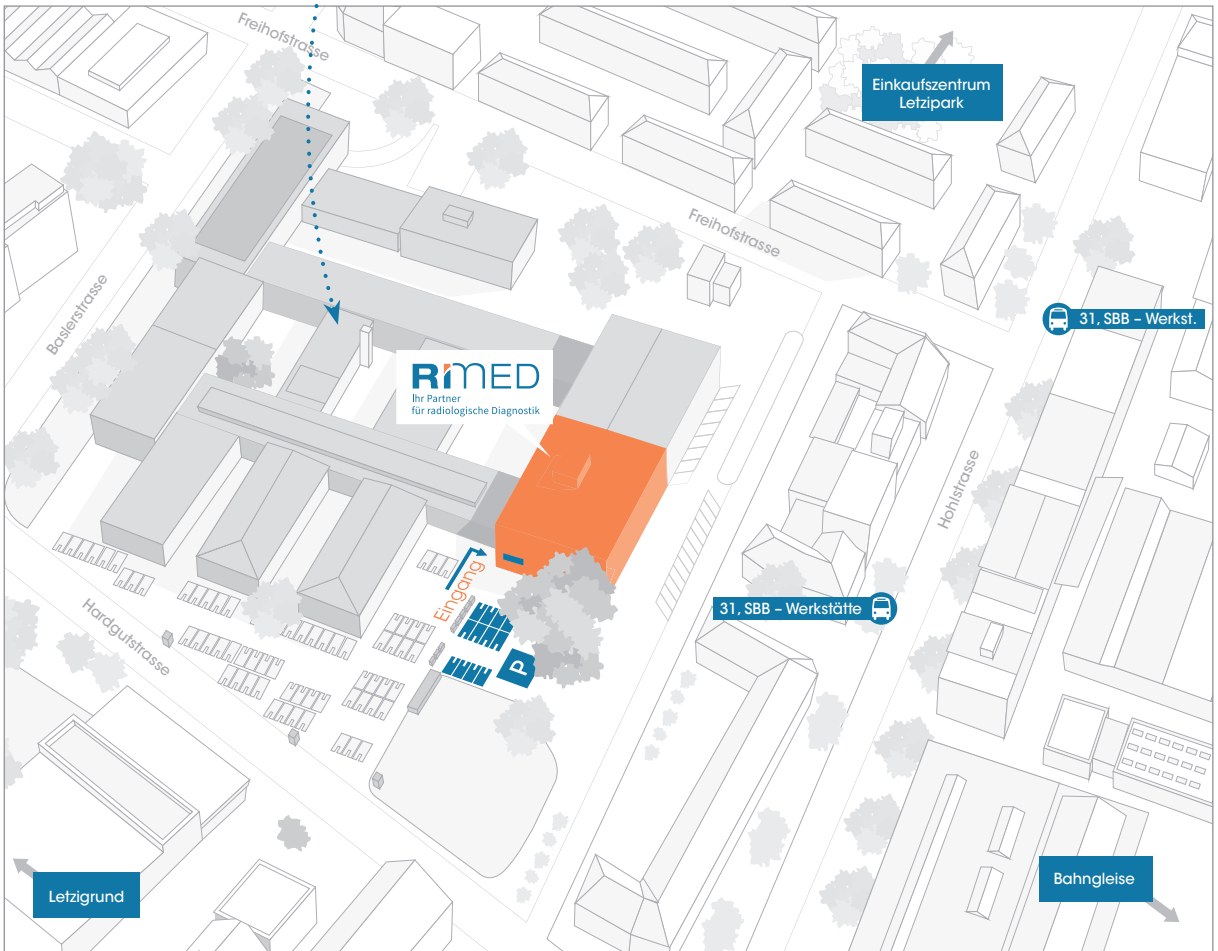 Freihofstrasse
Einkaufszentrum
Letzipark
Freihofstrasse
Baslerstrasse
31, SBB – Werkst.
RIMED
Ihr Partner
für radiologische Diagnostik
Hohlstrasse
Eingang
31, SBB – Werkstätte
Hardgutstrasse
P
Letzigrund
Bahngleise